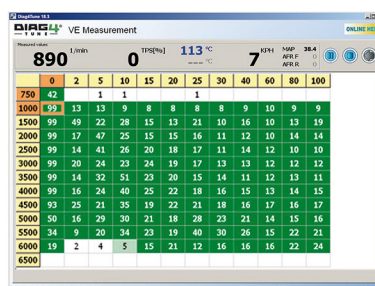 Diag4Tune 10.3
DIAG4
TUNE
VE Measurement
ONLINE HE
Measured values
890 1/min 0 TPS[%] 113 °C 7 KPH MAP 38.4
--- °C AFR F 0
AFR R 0
0 2 5 10 15 20 25 30 40 60 80 100
750 42 1 1 1
1000 99 13 13 9 8 8 8 8 9 10 9 9
1500 99 49 22 28 15 13 21 10 16 10 13 19
2000 99 17 47 25 15 15 16 11 12 14 10 10
2500 99 14 41 26 20 18 17 11 14 12 10 10
3000 99 20 24 23 24 19 17 13 13 12 12 12
3500 99 14 32 51 23 20 15 14 11 12 13 11
4000 99 16 24 40 25 22 18 16 15 13 14 15
4500 93 25 21 35 19 22 21 18 16 17 16 17
5000 50 16 29 30 21 18 28 23 21 14 15 16
5500 34 9 20 34 23 19 40 30 26 15 22 21
6000 19 2 4 5 15 21 12 16 16 16 22 24
6500